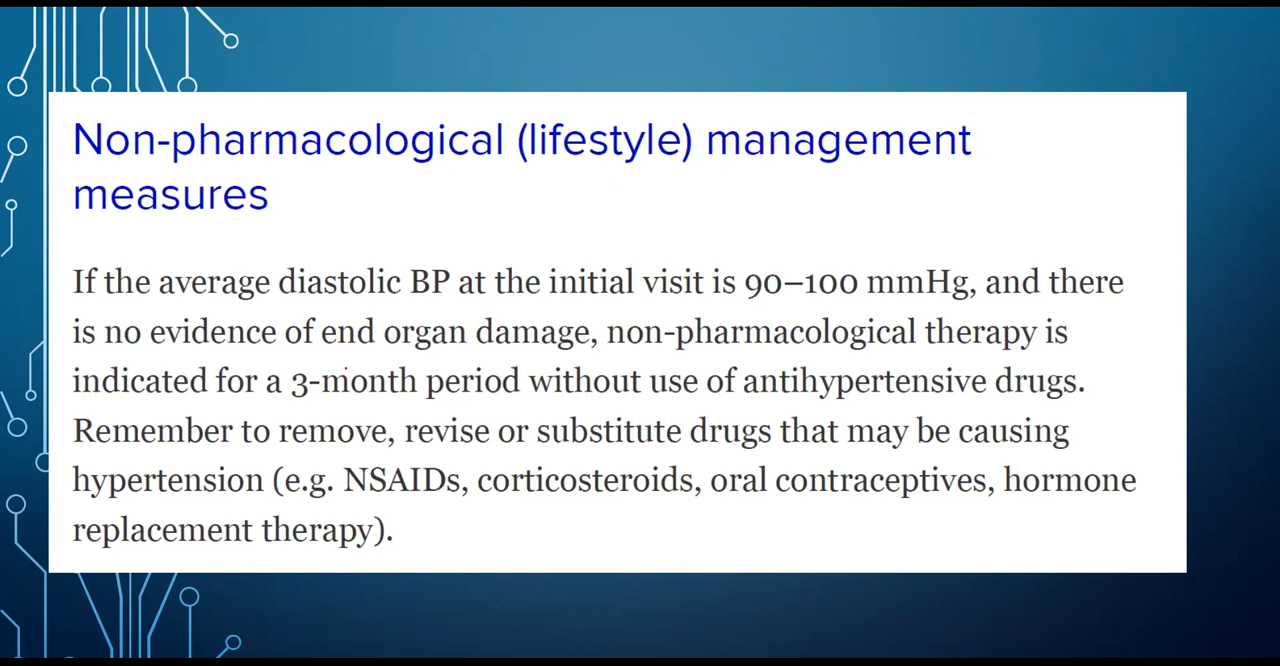 Non-pharmacological (lifestyle) management
measures
If the average diastolic BP at the initial visit is 90–100 mmHg, and there
is no evidence of end organ damage, non-pharmacological therapy is
indicated for a 3-month period without use of antihypertensive drugs.
Remember to remove, revise or substitute drugs that may be causing
hypertension (e.g. NSAIDs, corticosteroids, oral contraceptives, hormone
replacement therapy).